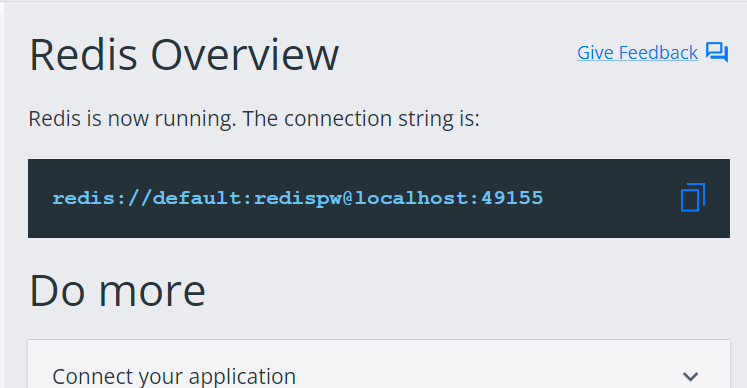 Redis Overview
Give Feedback
Redis is now running. The connection string is:
redis://default:redispw@localhost:49155
Do more
Connect your application